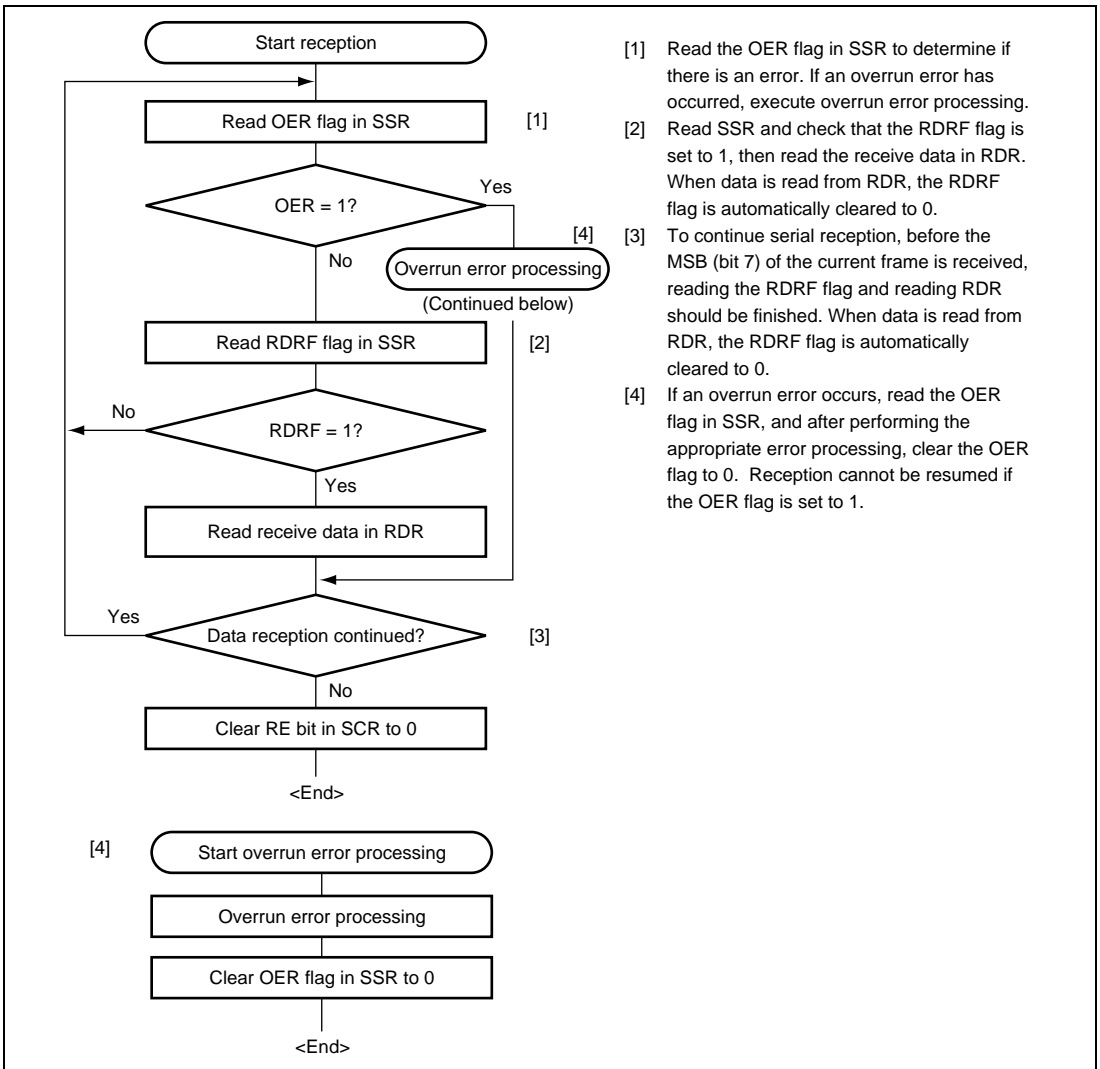 Start reception
Read OER flag in SSR
[1]
OER = 1?
Yes
No
[4]
Overrun error processing
(Continued below)
Read RDRF flag in SSR
[2]
No
RDRF = 1?
Yes
Read receive data in RDR
Yes
Data reception continued?
[3]
No
Clear RE bit in SCR to 0
<End>
[4]
Start overrun error processing
Overrun error processing
Clear OER flag in SSR to 0
<End>
[1] Read the OER flag in SSR to determine if
there is an error. If an overrun error has
occurred, execute overrun error processing.
[2] Read SSR and check that the RDRF flag is
set to 1, then read the receive data in RDR.
When data is read from RDR, the RDRF
flag is automatically cleared to 0.
[3] To continue serial reception, before the
MSB (bit 7) of the current frame is received,
reading the RDRF flag and reading RDR
should be finished. When data is read from
RDR, the RDRF flag is automatically
cleared to 0.
[4] If an overrun error occurs, read the OER
flag in SSR, and after performing the
appropriate error processing, clear the OER
flag to 0. Reception cannot be resumed if
the OER flag is set to 1.